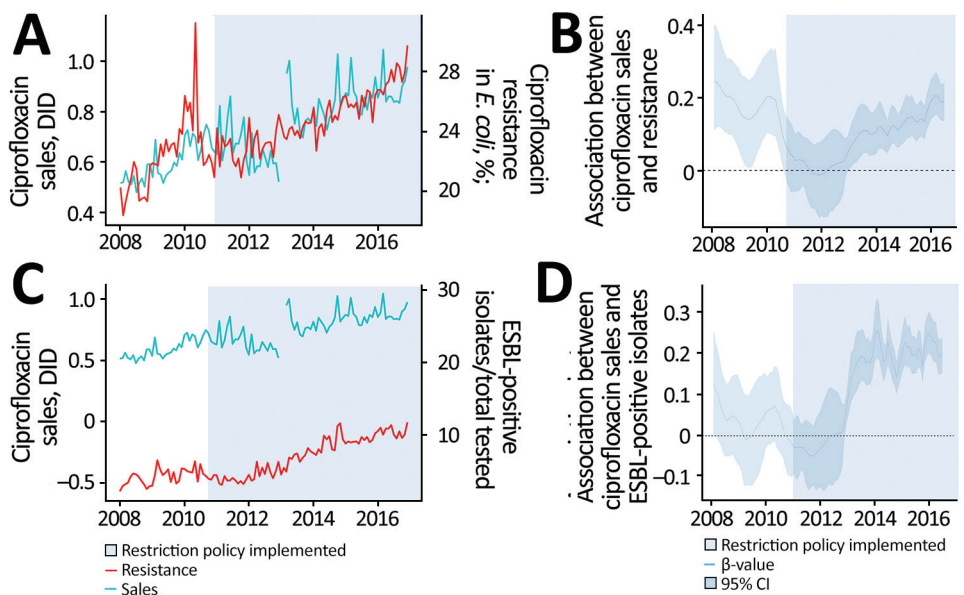 A
Ciprofloxacin
sales, DID
1.0
0.8
0.6
0.4
28
24
20
Ciprofloxacin
resistance
in E. coli, %;
2008
2010
2012
2014
2016
B
Association between
ciprofloxacin sales
and resistance
0.4
0.2
0
2008
2010
2012
2014
2016
C
Ciprofloxacin
sales, DID
1.0
0.5
0
−0.5
30
20
10
ESBL-positive
isolates/total tested
2008
2010
2012
2014
2016
Restriction policy implemented
Resistance
Sales
D
Association between
ciprofloxacin sales and
ESBL-positive isolates
0.3
0.2
0.1
0
−0.1
2008
2010
2012
2014
2016
Restriction policy implemented
β-value
95% CI